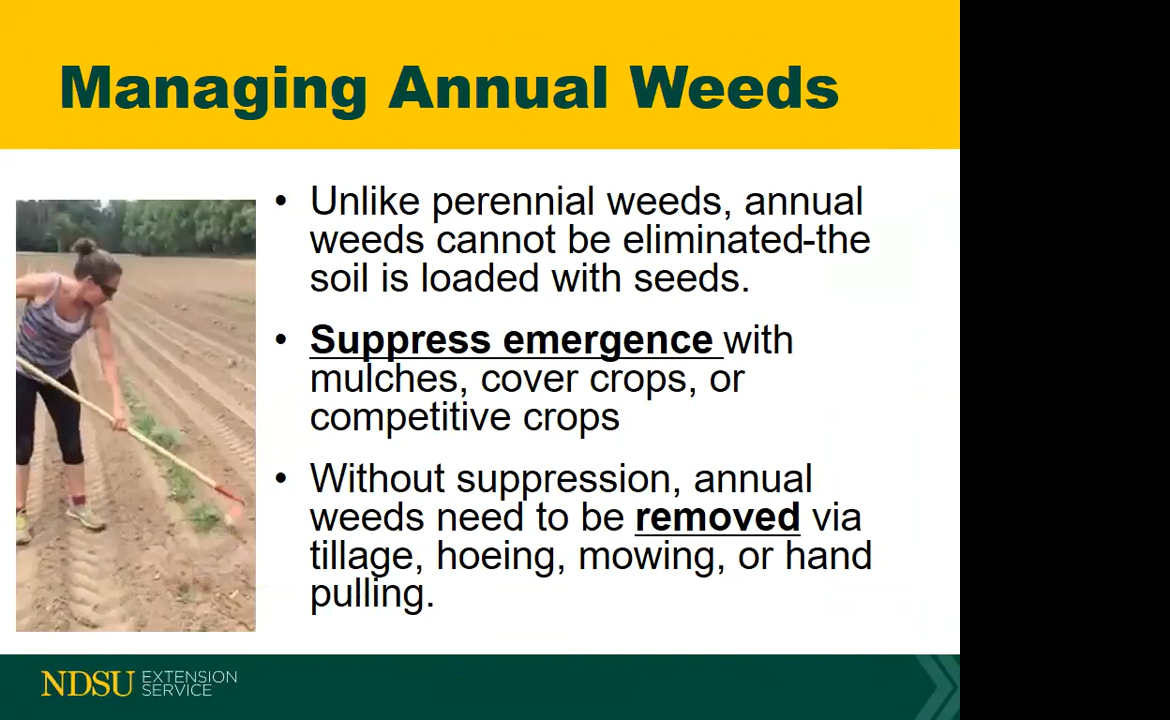 Managing Annual Weeds
• Unlike perennial weeds, annual
weeds cannot be eliminated-the
soil is loaded with seeds.
• Suppress emergence with
mulches, cover crops, or
competitive crops
• Without suppression, annual
weeds need to be removed via
tillage, hoeing, mowing, or hand
pulling.
NDSU EXTENSION
SERVICE